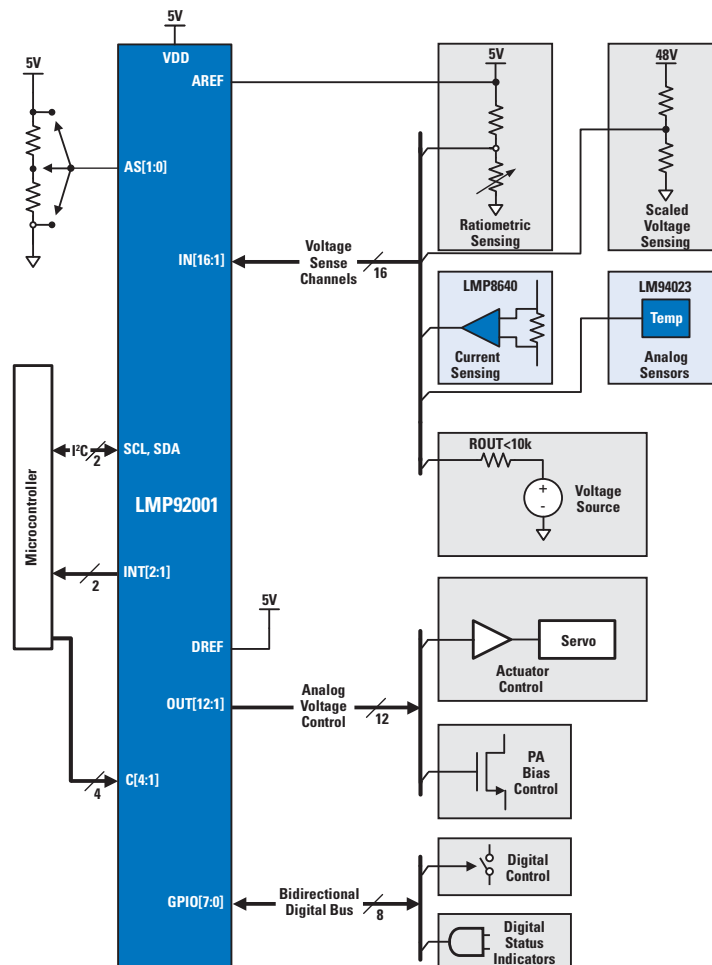 5V
VDD
5V
AREF
5V
48V
AS[1:0]
Ratiometric
Sensing
Scaled
Voltage
Sensing
IN[16:1]
Voltage
Sense
Channels
16
LMP8640
Current
Sensing
LM94023
Temp
Analog
Sensors
Microcontroller
I²C
2
SCL, SDA
LMP92001
ROUT<10k
+
-
Voltage
Source
INT[2:1]
2
5V
DREF
Servo
Actuator
Control
OUT[12:1]
Analog
Voltage
Control
12
C[4:1]
4
PA
Bias
Control
GPIO[7:0]
Bidirectional
Digital Bus
8
Digital
Control
Digital
Status
Indicators